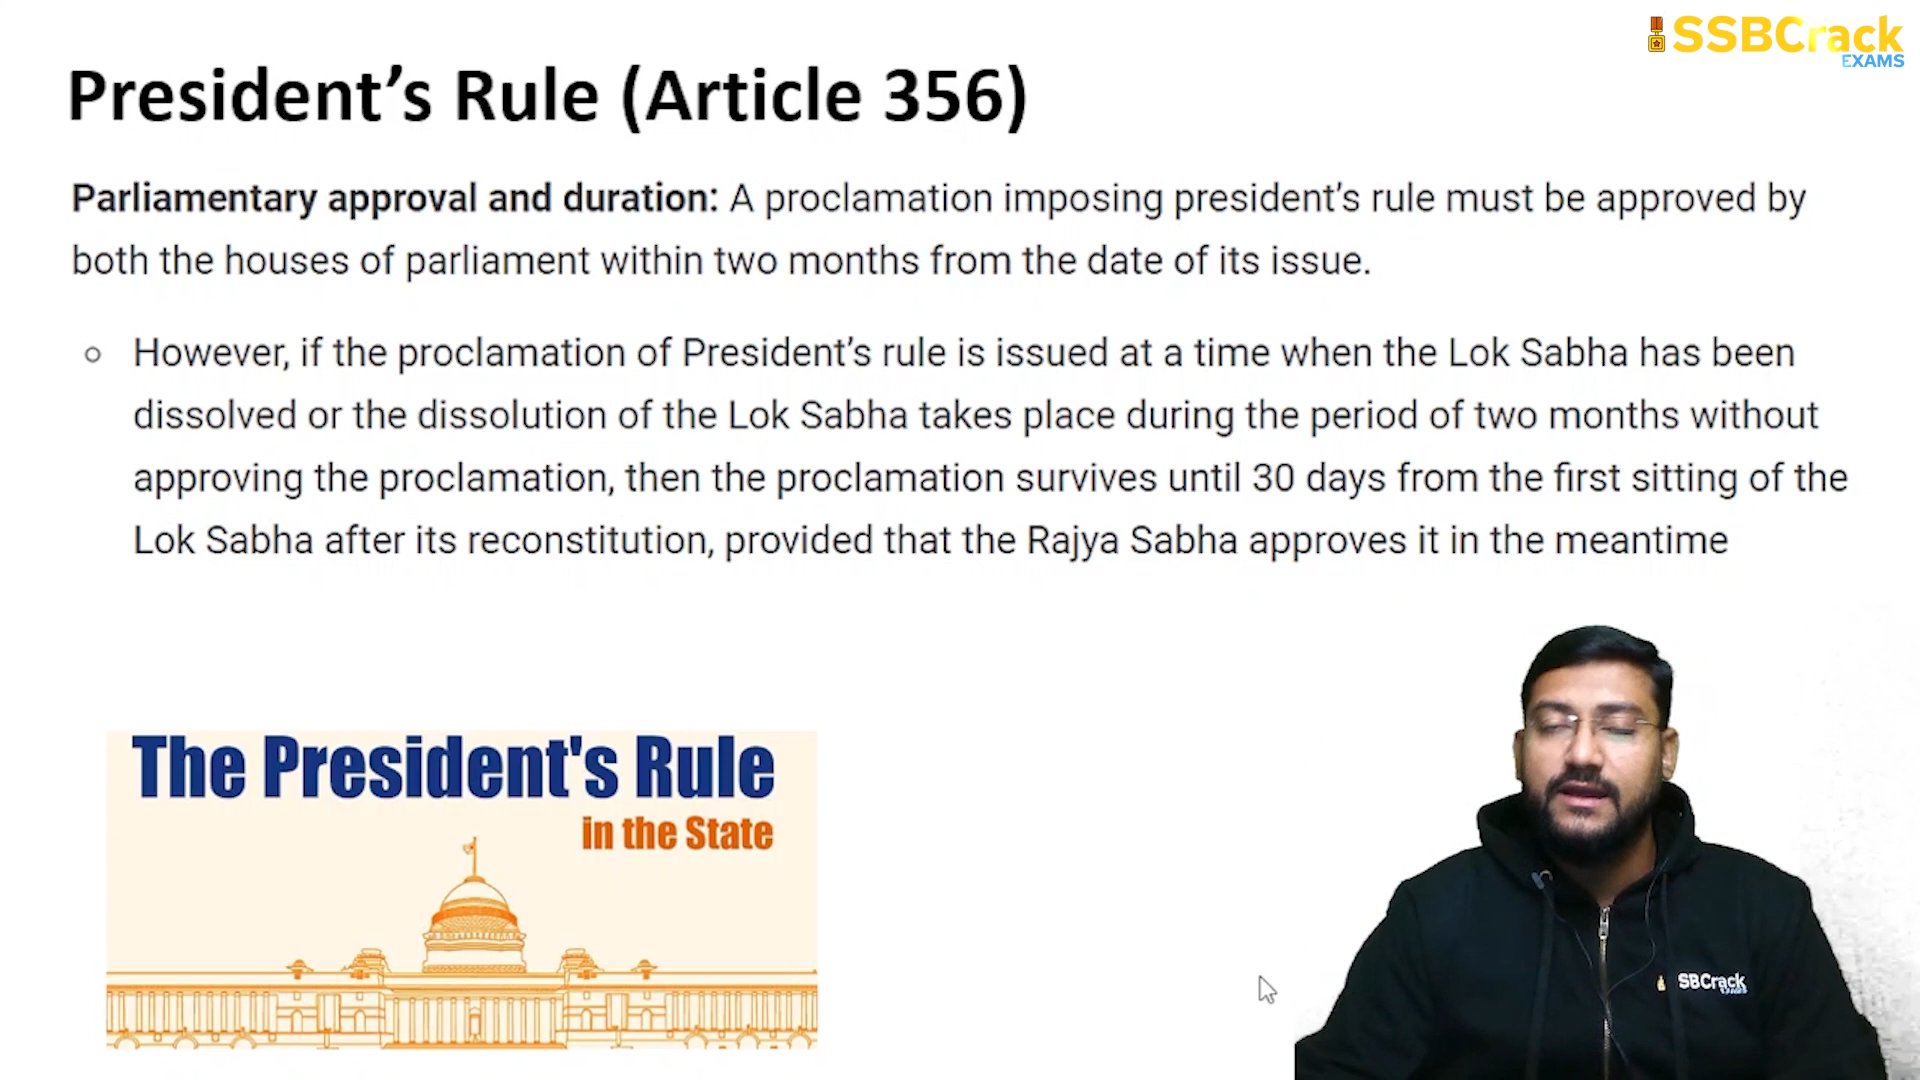 SSBCrack
EXAMS
President’s Rule (Article 356)
Parliamentary approval and duration: A proclamation imposing president’s rule must be approved by
both the houses of parliament within two months from the date of its issue.
However, if the proclamation of President’s rule is issued at a time when the Lok Sabha has been
dissolved or the dissolution of the Lok Sabha takes place during the period of two months without
approving the proclamation, then the proclamation survives until 30 days from the first sitting of the
Lok Sabha after its reconstitution, provided that the Rajya Sabha approves it in the meantime
The President's Rule
in the State
SBCrack
EXAMS